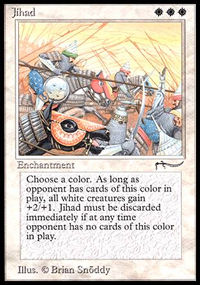 Jihad
Enchantment
Choose a color. As long as
opponent has cards of this color in
play, all white creatures gain
+2/+1. Jihad must be discarded
immediately if at any time
opponent has no cards of this color
in play.
Illus. © Brian Snõddy